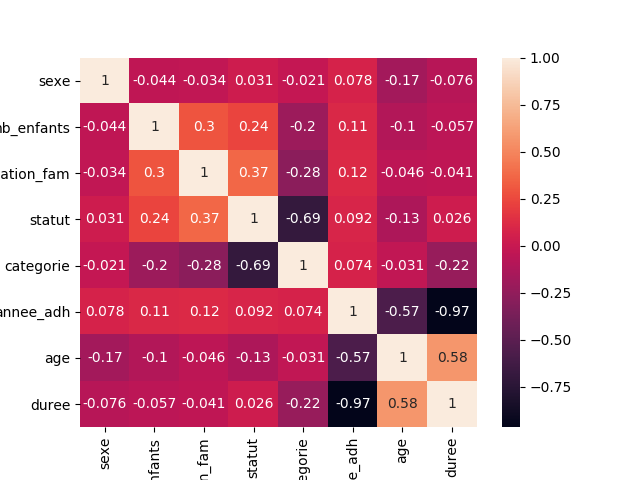 sexe 1 -0.044 -0.034 0.031 -0.021 0.078 -0.17 -0.076
nb_enfants -0.044 1 0.3 0.24 -0.2 0.11 -0.1 -0.057
ation_fam -0.034 0.3 1 0.37 -0.28 0.12 -0.046 -0.041
statut 0.031 0.24 0.37 1 -0.69 0.092 -0.13 0.026
categorie -0.021 -0.2 -0.28 -0.69 1 0.074 -0.031 -0.22
annee_adh 0.078 0.11 0.12 0.092 0.074 1 -0.57 -0.97
age -0.17 -0.1 -0.046 -0.13 -0.031 -0.57 1 0.58
duree -0.076 -0.057 -0.041 0.026 -0.22 -0.97 0.58 1
sexe
nfants
n_fam
statut
egorie
e_adh
age
duree
1.00
0.75
0.50
0.25
0.00
-0.25
-0.50
-0.75